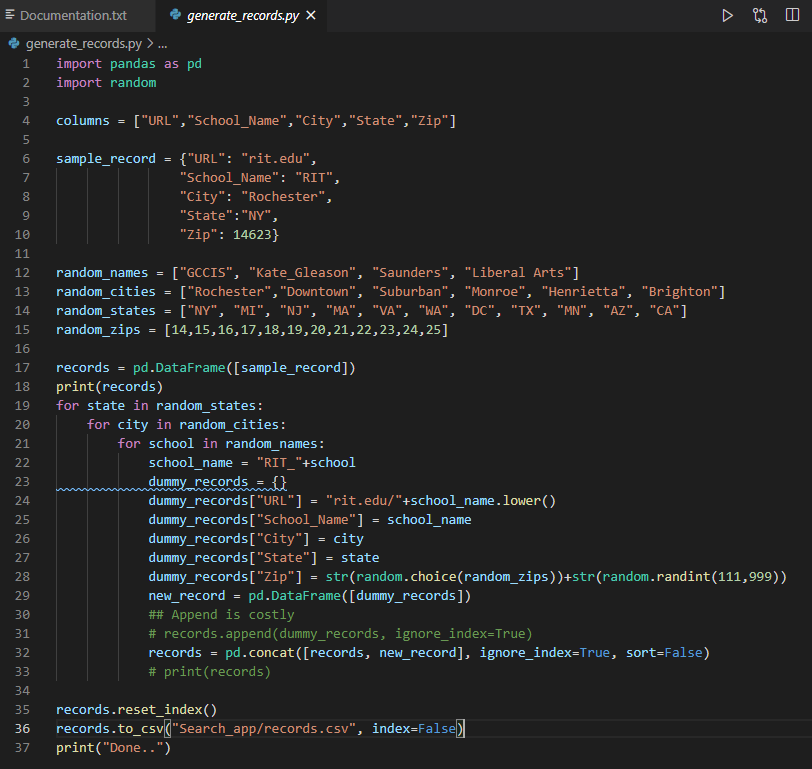 Documentation.txt generate_records.py ×
generate_records.py > ...
1 import pandas as pd
2 import random
3
4 columns = ["URL","School_Name","City","State","Zip"]
5
6 sample_record = {"URL": "rit.edu",
7 "School_Name": "RIT",
8 "City": "Rochester",
9 "State":"NY",
10 "Zip": 14623}
11
12 random_names = ["GCCIS", "Kate_Gleason", "Saunders", "Liberal Arts"]
13 random_cities = ["Rochester","Downtown", "Suburban", "Monroe", "Henrietta", "Brighton"]
14 random_states = ["NY", "MI", "NJ", "MA", "VA", "WA", "DC", "TX", "MN", "AZ", "CA"]
15 random_zips = [14,15,16,17,18,19,20,21,22,23,24,25]
16
17 records = pd.DataFrame([sample_record])
18 print(records)
19 for state in random_states:
20 for city in random_cities:
21 for school in random_names:
22 school_name = "RIT_"+school
23 dummy_records = {}
24 dummy_records["URL"] = "rit.edu/"+school_name.lower()
25 dummy_records["School_Name"] = school_name
26 dummy_records["City"] = city
27 dummy_records["State"] = state
28 dummy_records["Zip"] = str(random.choice(random_zips))+str(random.randint(111,999))
29 new_record = pd.DataFrame([dummy_records])
30 ## Append is costly
31 # records.append(dummy_records, ignore_index=True)
32 records = pd.concat([records, new_record], ignore_index=True, sort=False)
33 # print(records)
34
35 records.reset_index()
36 records.to_csv("Search_app/records.csv", index=False)
37 print("Done..")